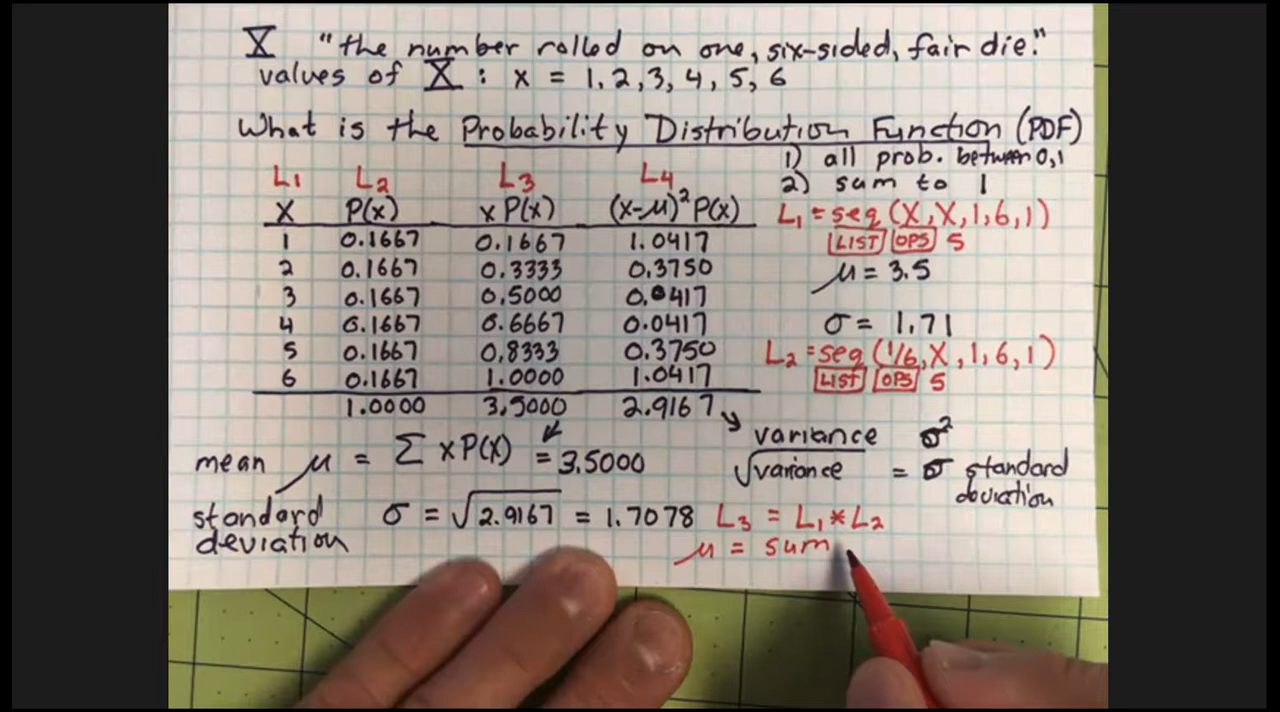 X "the number rolled on one, six-sided, fair die."
values of X : x = 1, 2, 3, 4, 5, 6
What is the Probability Distribution Function (PDF)
1) all prob. between 0,1
2) sum to 1
L1 L2 L3 L4
X P(x) x P(x) (x-μ)² P(x)
1 0.1667 0.1667 1.0417
2 0.1667 0.3333 0.3750
3 0.1667 0.5000 0.0417
4 0.1667 0.6667 0.0417
5 0.1667 0.8333 0.3750
6 0.1667 1.0000 1.0417
1.0000 3.5000 2.9167
L1 = seq (X, X, 1, 6, 1)
LIST OPS 5
μ = 3.5
σ = 1.71
L2 = seq (1/6, X, 1, 6, 1)
LIST OPS 5
variance σ²
√variance = σ standard
deviation
mean μ = Σ x P(x) = 3.5000
standard
deviation
σ = √2.9167 = 1.7078
L3 = L1 * L2
μ = sum